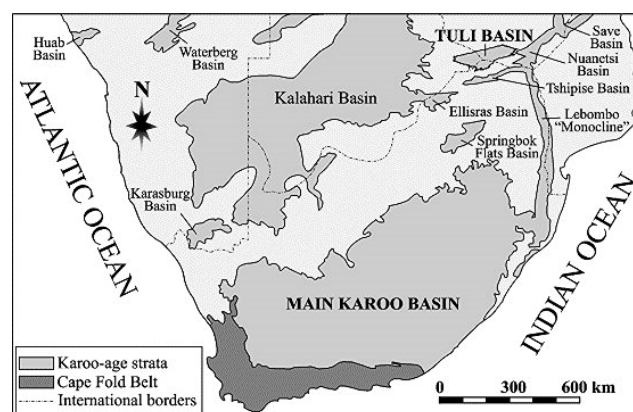 Huab
Basin
Waterberg
Basin
TULI BASIN
Save
Basin
Nuanetsi
Basin
Tshipise Basin
N
Kalahari Basin
Ellisras Basin
Lebombo
“Monocline”
Springbok
Flats Basin
Karasburg
Basin
ATLANTIC OCEAN
INDIAN OCEAN
MAIN KAROO BASIN
Karoo-age strata
Cape Fold Belt
International borders
0 300 600 km